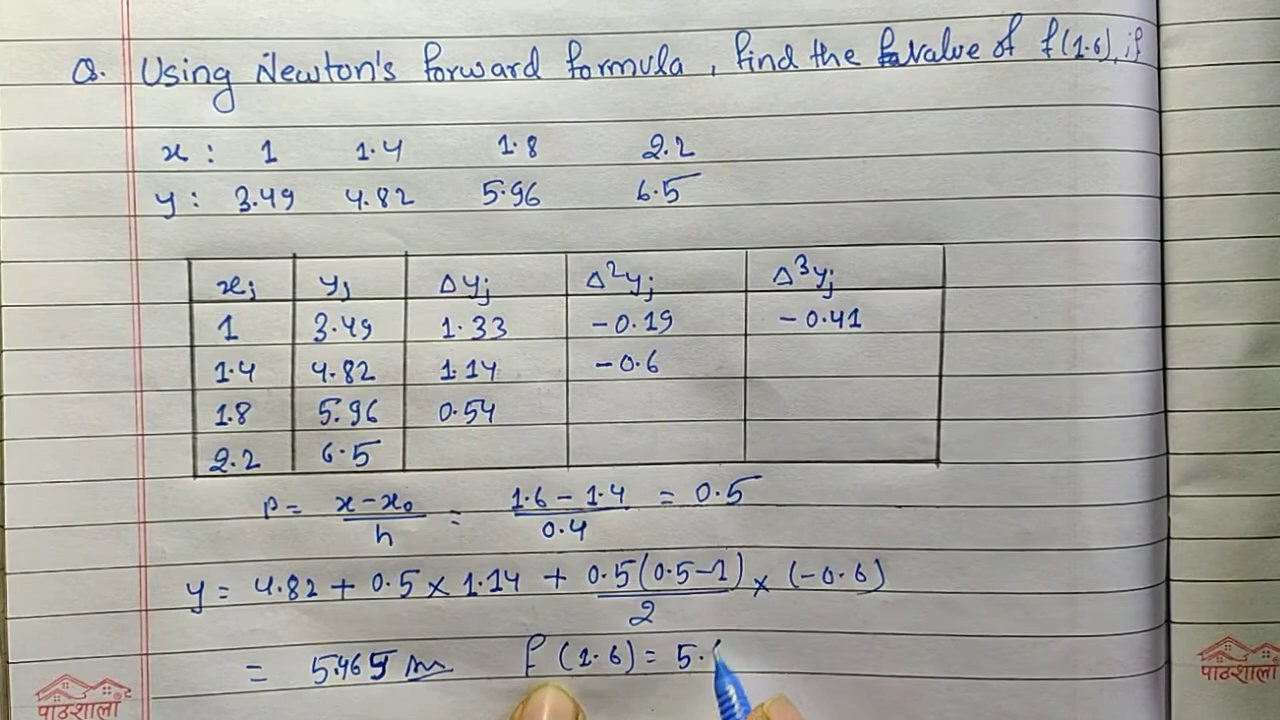 Q. Using Newton's forward formula, find the value of f(1.6), if
x : 1 1.4 1.8 2.2
y : 3.49 4.82 5.96 6.5
xj yj Δyj Δ²yj Δ³yj
1 3.49 1.33 -0.19 -0.41
1.4 4.82 1.14 -0.6
1.8 5.96 0.54
2.2 6.5
P = x-x₀/h = 1.6-1.4/0.4 = 0.5
y = 4.82 + 0.5 × 1.14 + 0.5(0.5-1)/2 × (-0.6)
= 5.465 f(1.6) = 5.
पाठशाला पाठशाला